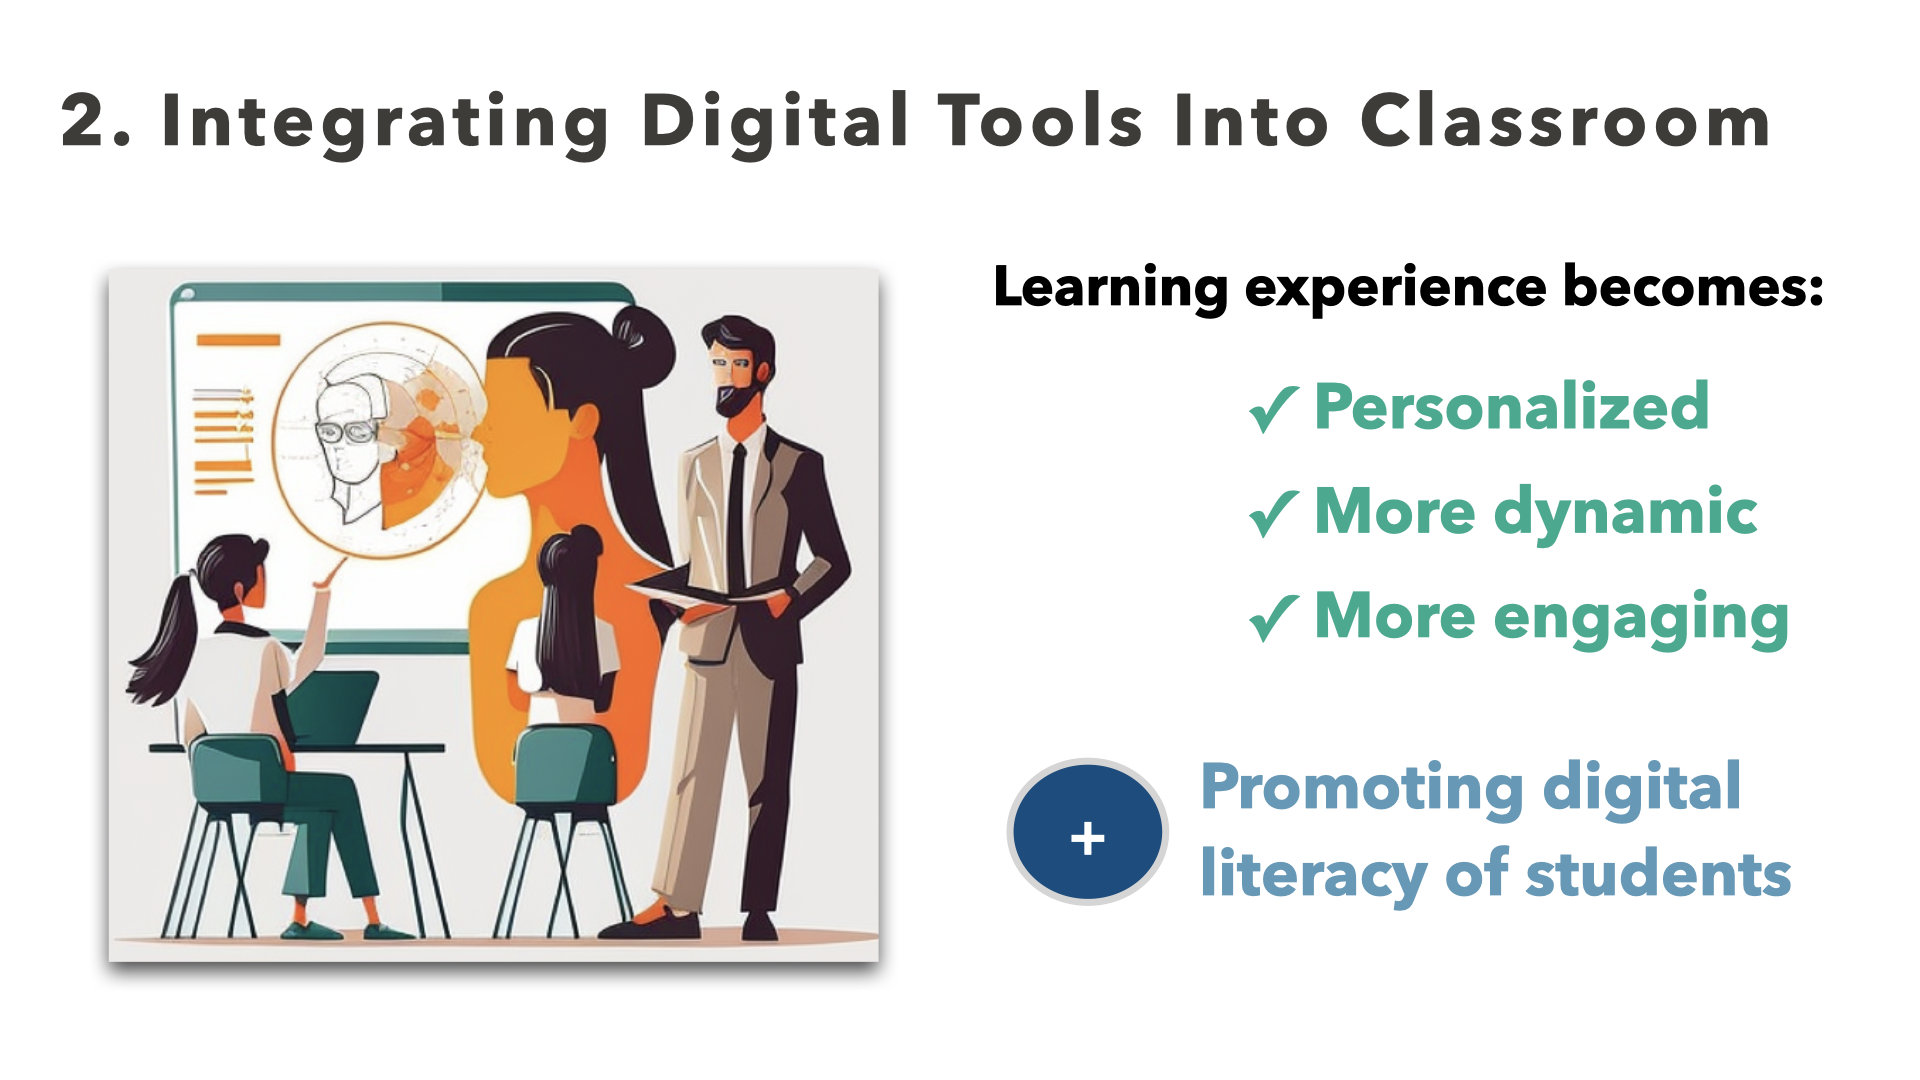 2. Integrating Digital Tools Into Classroom
Learning experience becomes:
✓ Personalized
✓ More dynamic
✓ More engaging
+
Promoting digital
literacy of students